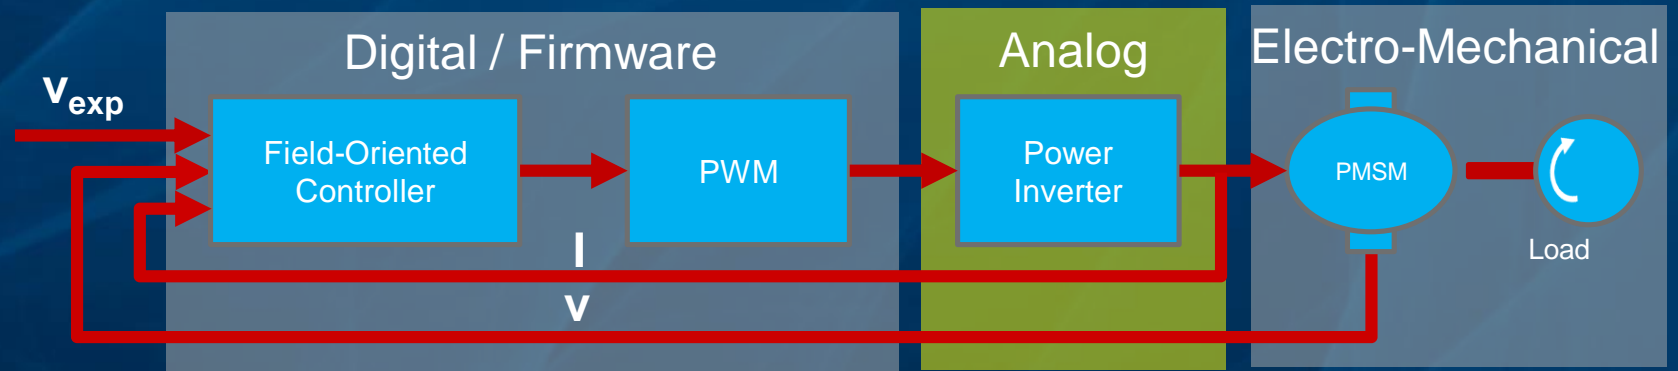 Digital / Firmware
Analog
Electro-Mechanical
vexp
Field-Oriented
Controller
PWM
Power
Inverter
PMSM
Load
I
v